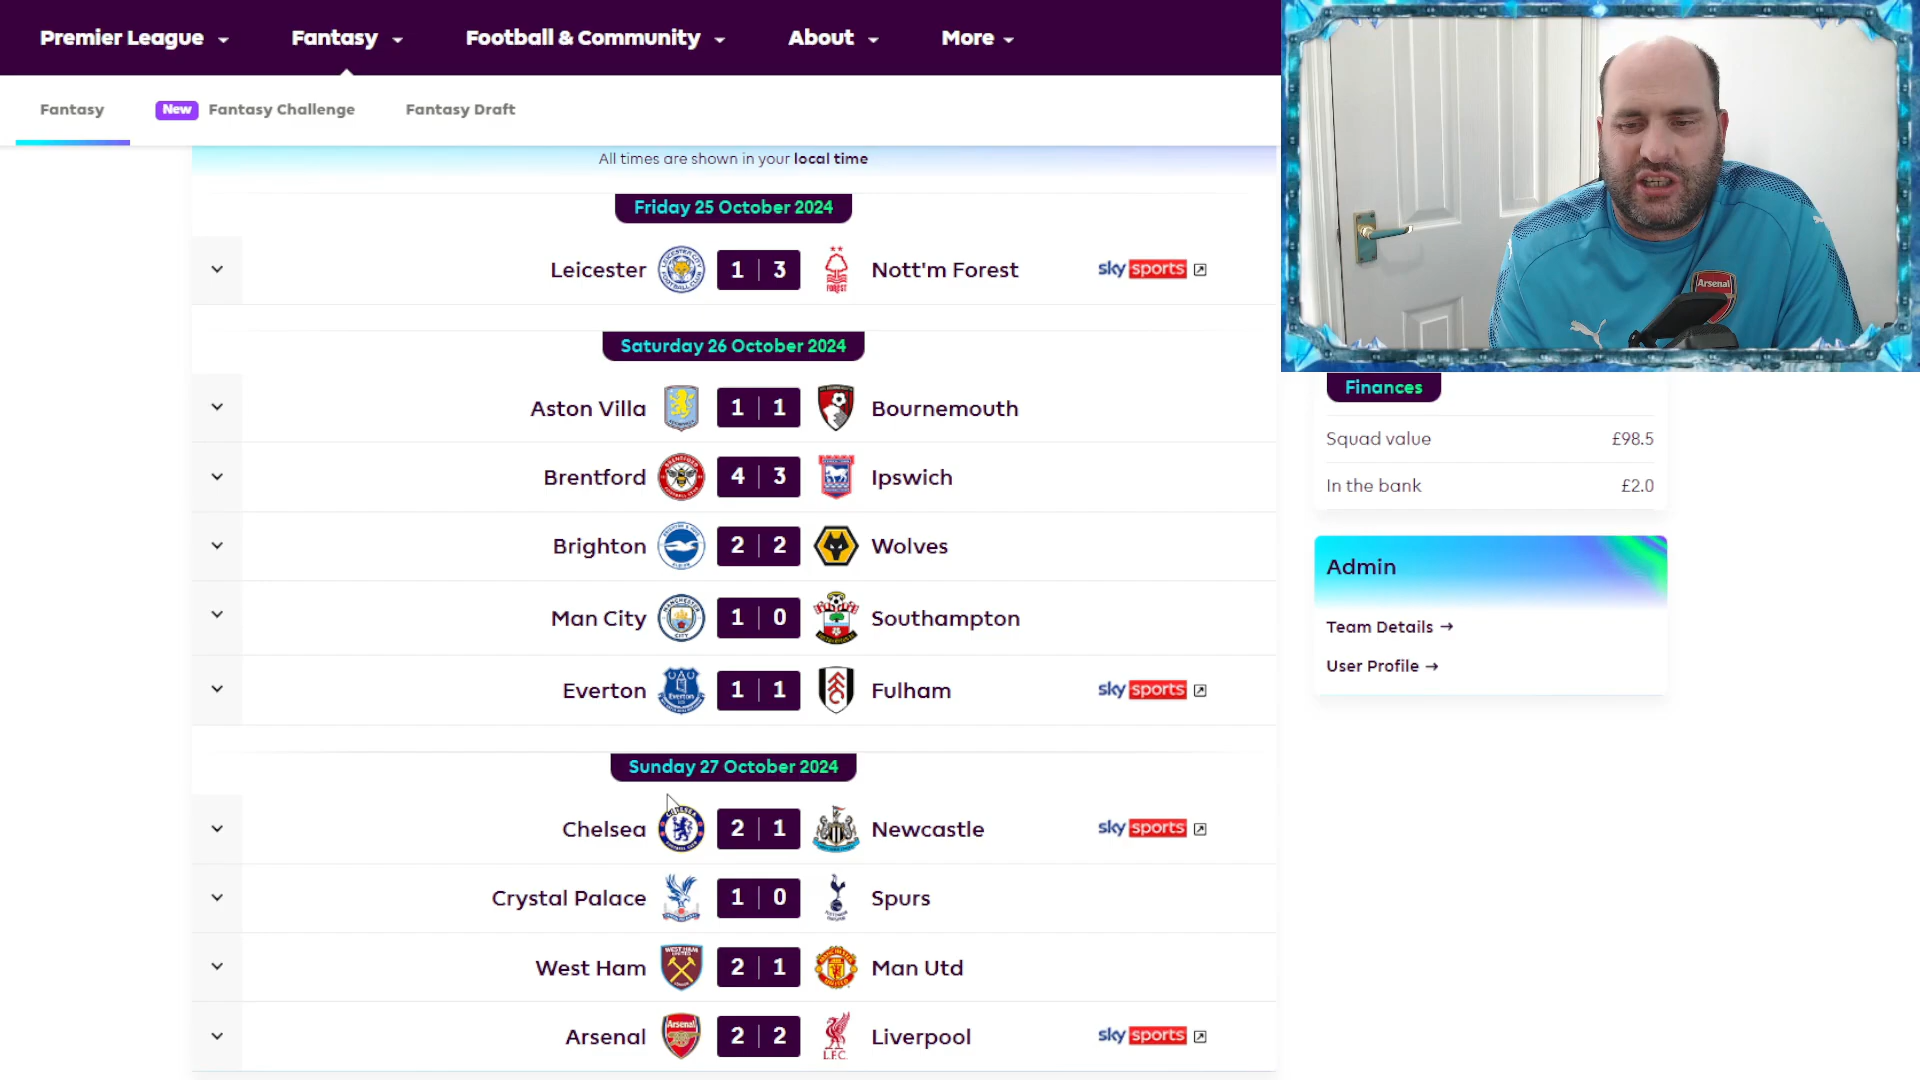 Premier League
Fantasy
Football & Community
About
More
Fantasy
New
Fantasy Challenge
Fantasy Draft
All times are shown in your local time
Friday 25 October 2024
Leicester 1 | 3 Nott'm Forest sky sports
Saturday 26 October 2024
Aston Villa 1 | 1 Bournemouth
Brentford 4 | 3 Ipswich
Brighton 2 | 2 Wolves
Man City 1 | 0 Southampton
Everton 1 | 1 Fulham sky sports
Sunday 27 October 2024
Chelsea 2 | 1 Newcastle sky sports
Crystal Palace 1 | 0 Spurs
West Ham 2 | 1 Man Utd
Arsenal 2 | 2 Liverpool sky sports
Arsenal
Finances
Squad value £98.5
In the bank £2.0
Admin
Team Details →
User Profile →